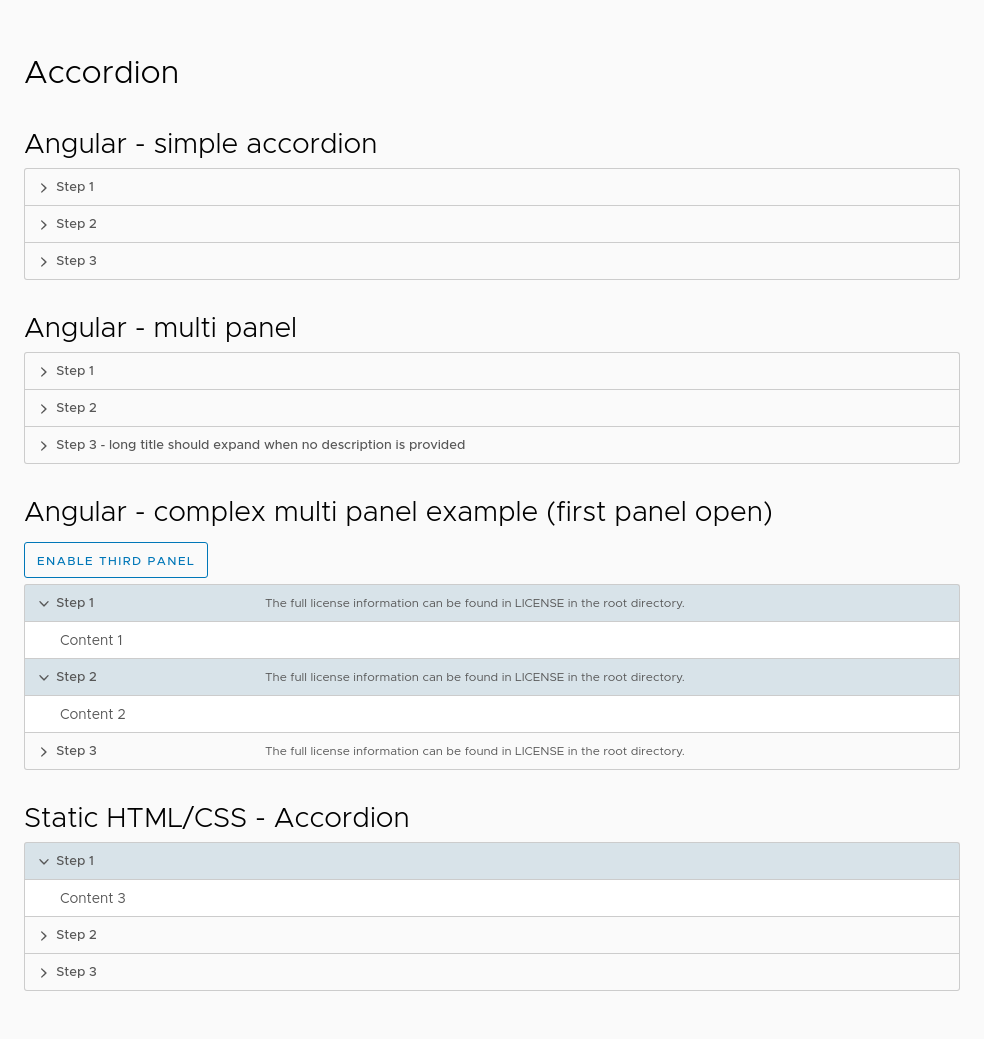 Accordion
Angular - simple accordion
Step 1
Step 2
Step 3
Angular - multi panel
Step 1
Step 2
Step 3 - long title should expand when no description is provided
Angular - complex multi panel example (first panel open)
ENABLE THIRD PANEL
Step 1 The full license information can be found in LICENSE in the root directory.
Content 1
Step 2 The full license information can be found in LICENSE in the root directory.
Content 2
Step 3 The full license information can be found in LICENSE in the root directory.
Static HTML/CSS - Accordion
Step 1
Content 3
Step 2
Step 3